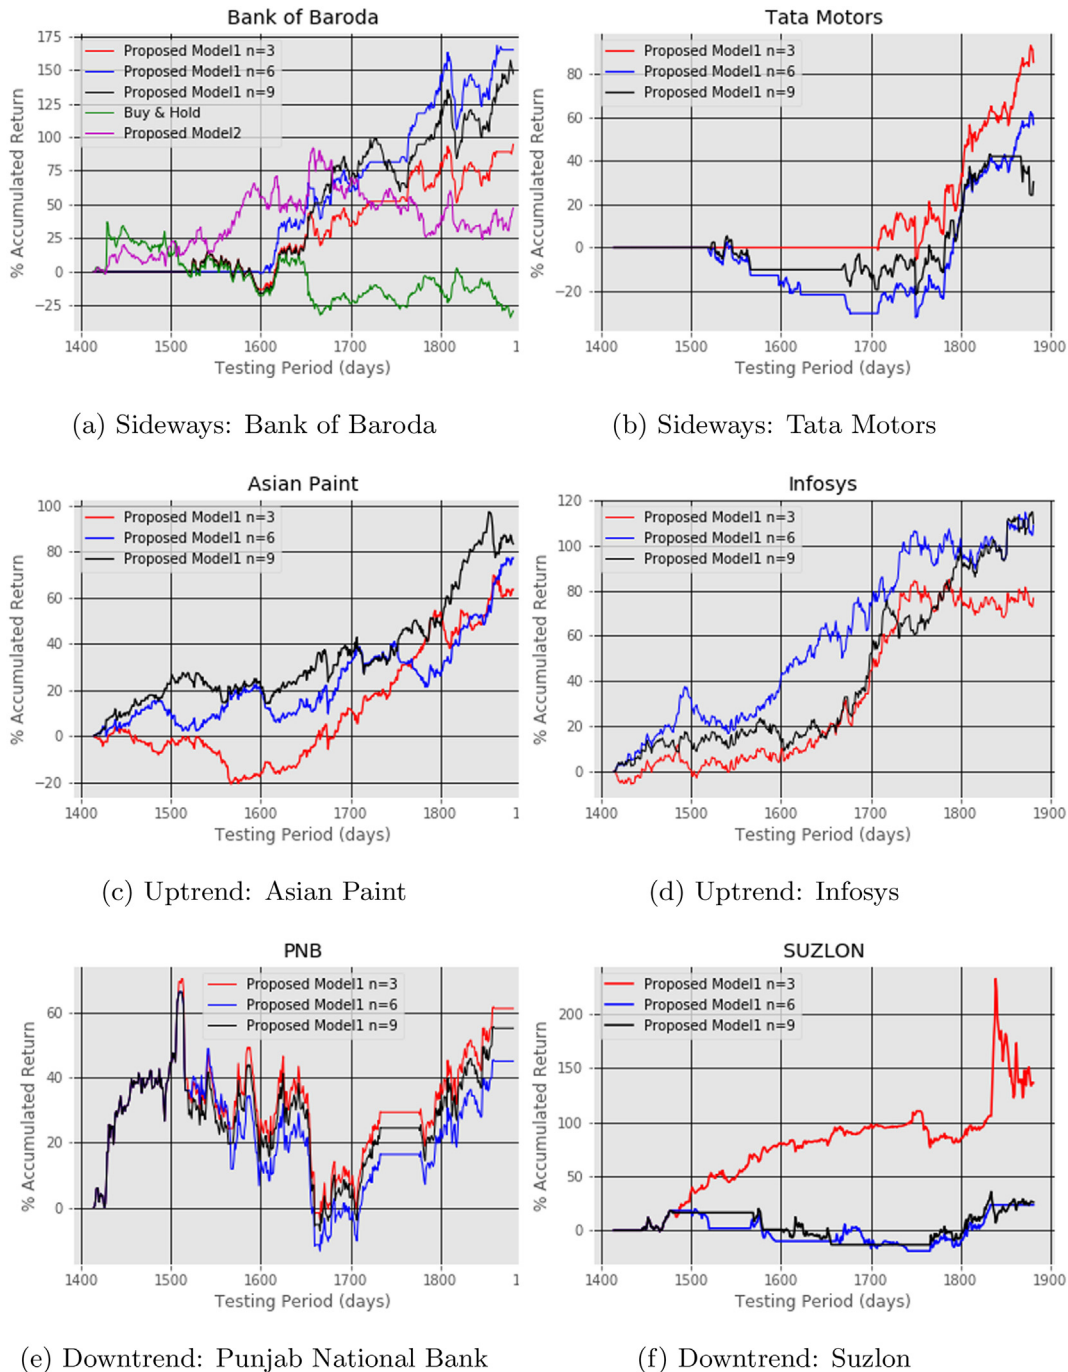 Bank of Baroda
% Accumulated Return
175
150
125
100
75
50
25
0
−25
Proposed Model1 n=3
Proposed Model1 n=6
Proposed Model1 n=9
Buy & Hold
Proposed Model2
1400 1500 1600 1700 1800 1
Testing Period (days)
(a) Sideways: Bank of Baroda
Tata Motors
% Accumulated Return
80
60
40
20
0
−20
Proposed Model1 n=3
Proposed Model1 n=6
Proposed Model1 n=9
1400 1500 1600 1700 1800 1900
Testing Period (days)
(b) Sideways: Tata Motors
Asian Paint
% Accumulated Return
100
80
60
40
20
0
−20
Proposed Model1 n=3
Proposed Model1 n=6
Proposed Model1 n=9
1400 1500 1600 1700 1800 1
Testing Period (days)
(c) Uptrend: Asian Paint
Infosys
% Accumulated Return
120
100
80
60
40
20
0
Proposed Model1 n=3
Proposed Model1 n=6
Proposed Model1 n=9
1400 1500 1600 1700 1800 1900
Testing Period (days)
(d) Uptrend: Infosys
PNB
% Accumulated Return
60
40
20
0
Proposed Model1 n=3
Proposed Model1 n=6
Proposed Model1 n=9
1400 1500 1600 1700 1800 1
Testing Period (days)
(e) Downtrend: Punjab National Bank
SUZLON
% Accumulated Return
200
150
100
50
0
Proposed Model1 n=3
Proposed Model1 n=6
Proposed Model1 n=9
1400 1500 1600 1700 1800 1900
Testing Period (days)
(f) Downtrend: Suzlon